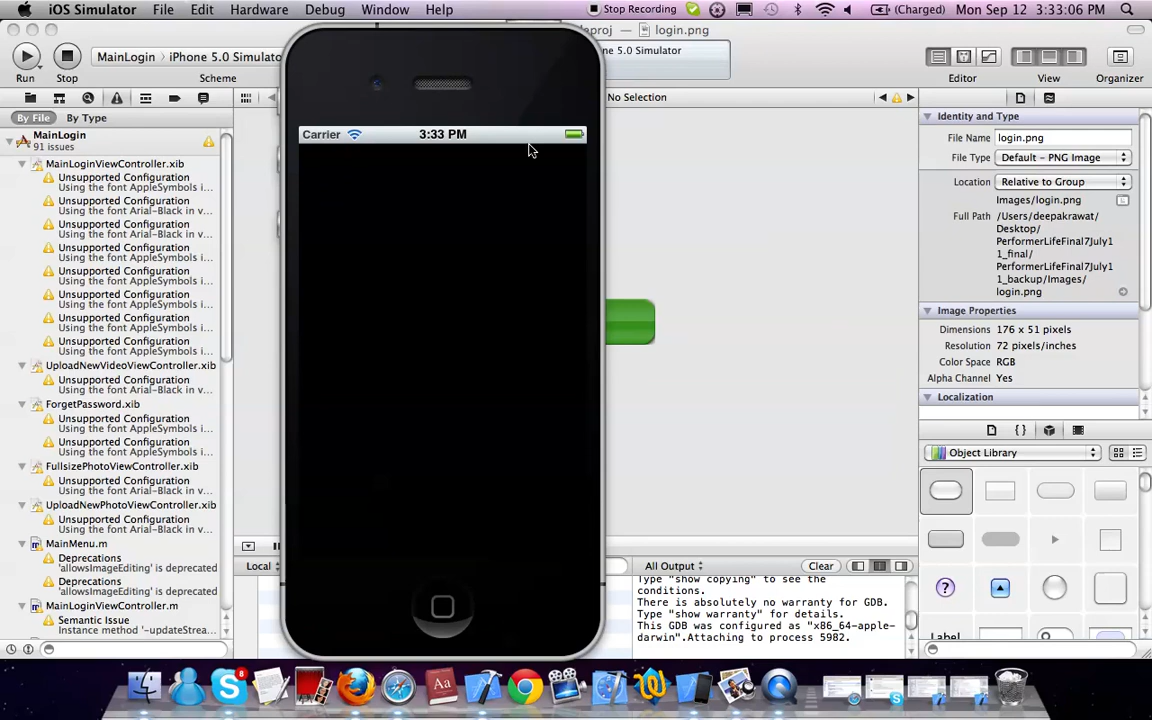 iOS Simulator File Edit Hardware Debug Window Help Stop Recording (Charged) Mon Sep 12 3:33:06 PM
login.png
MainLogin iPhone 5.0 Simulato
5.0 Simulator
Run Stop Scheme Editor View Organizer
No Selection
By File By Type
MainLogin
91 issues
MainLoginViewController.xib
Unsupported Configuration
Using the font AppleSymbols i...
Unsupported Configuration
Using the font Arial-Black in v...
Unsupported Configuration
Using the font Arial-Black in v...
Unsupported Configuration
Using the font AppleSymbols i...
Unsupported Configuration
Using the font AppleSymbols i...
Unsupported Configuration
Using the font AppleSymbols i...
Unsupported Configuration
Using the font AppleSymbols i...
Unsupported Configuration
Using the font AppleSymbols i...
UploadNewVideoViewController.xib
Unsupported Configuration
Using the font Arial-Black in v...
ForgetPassword.xib
Unsupported Configuration
Using the font AppleSymbols i...
Unsupported Configuration
Using the font AppleSymbols i...
FullsizePhotoViewController.xib
Unsupported Configuration
Using the font Arial-Black in v...
UploadNewPhotoViewController.xib
Unsupported Configuration
Using the font Arial-Black in v...
MainMenu.m
Deprecations
'allowsImageEditing' is deprecated
Deprecations
'allowsImageEditing' is deprecated
MainLoginViewController.m
Semantic Issue
Instance method '-updateStrea...
Carrier 3:33 PM
Local
All Output Clear
Type "show copying" to see the
conditions.
There is absolutely no warranty for GDB.
Type "show warranty" for details.
This GDB was configured as "x86_64-apple-
darwin".Attaching to process 5982.
Identity and Type
File Name login.png
File Type Default - PNG Image
Location Relative to Group
Images/login.png
Full Path /Users/deepakrawat/
Desktop/
PerformerLifeFinal7July1
1_final/
PerformerLifeFinal7July1
1_backup/Images/
login.png
Image Properties
Dimensions 176 x 51 pixels
Resolution 72 pixels/inches
Color Space RGB
Alpha Channel Yes
Localization
Object Library
Label
8